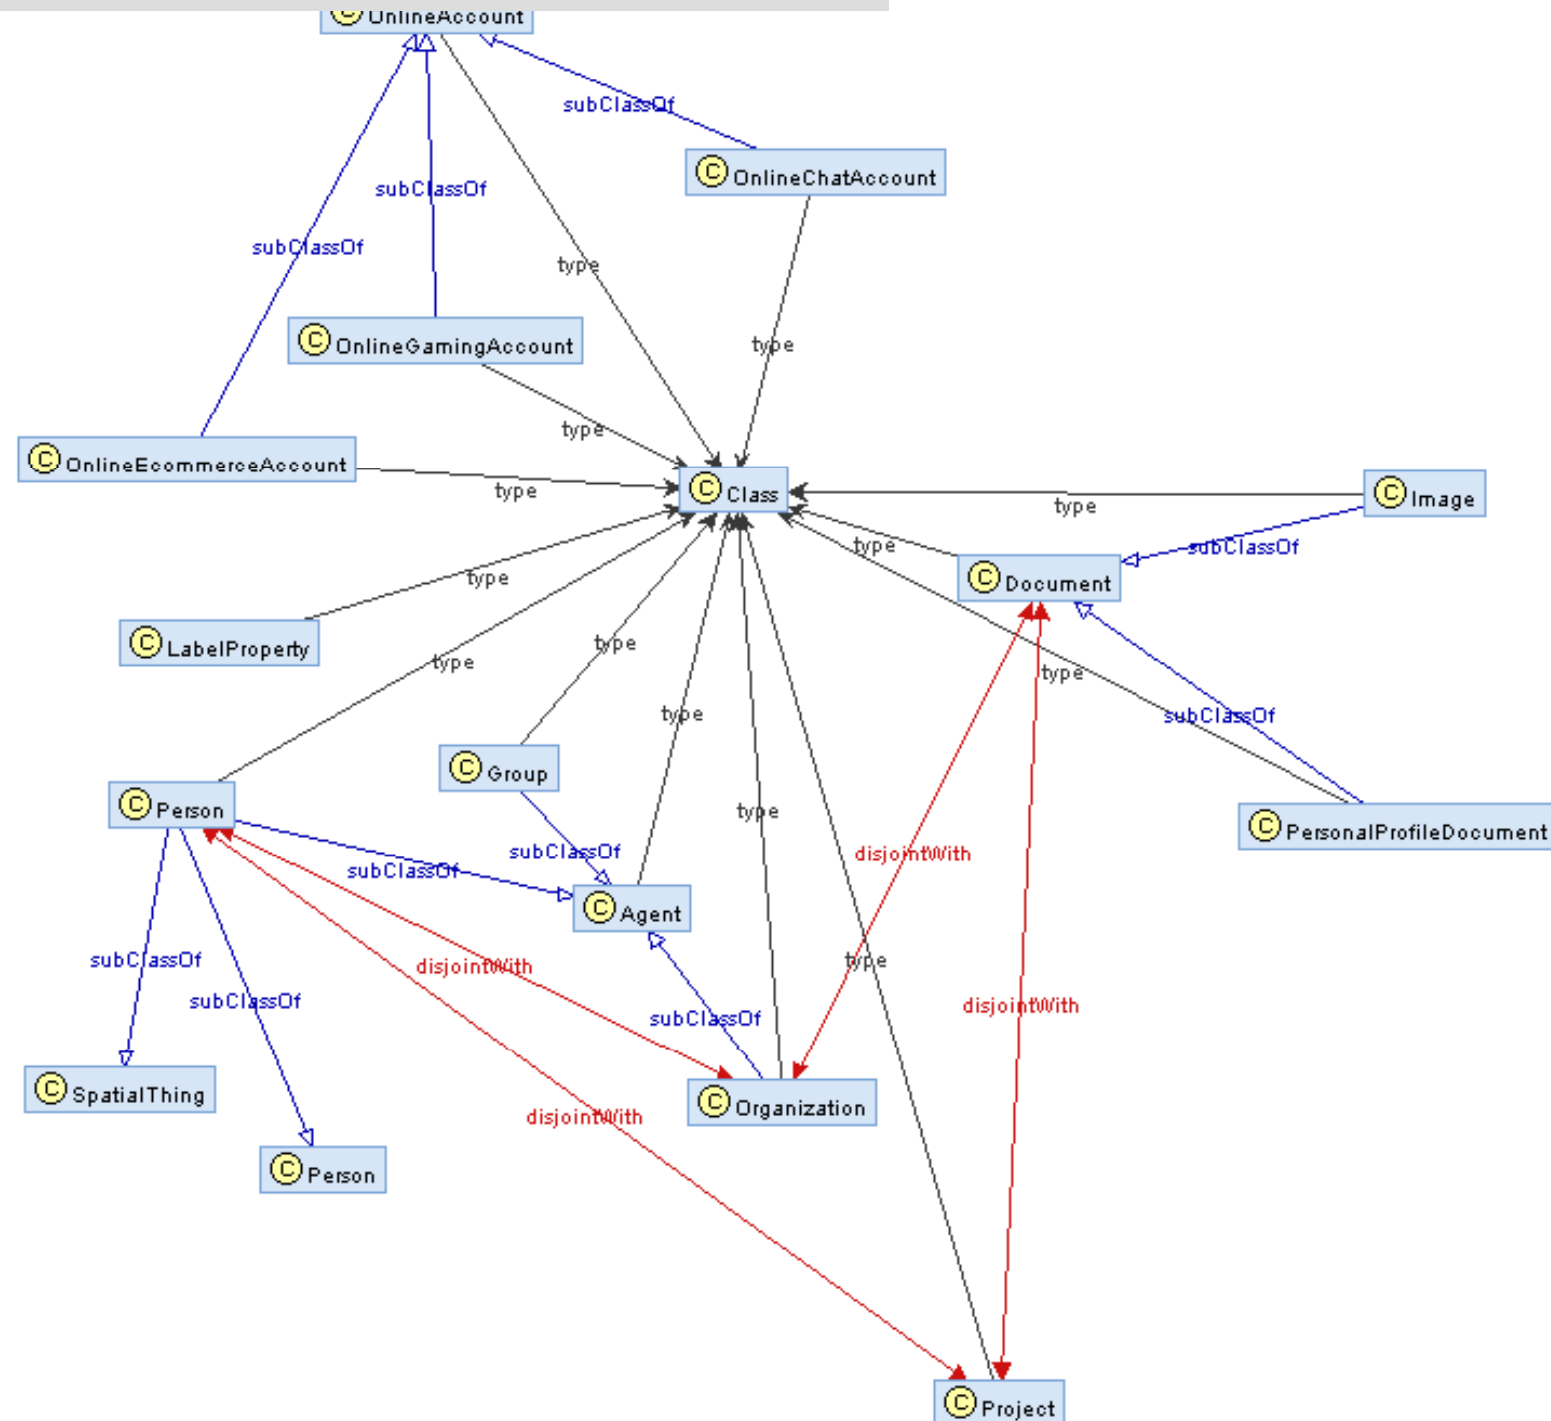 C OnlineAccount
subClassOf
C OnlineChatAccount
subClassOf
subClassOf
type
C OnlineGamingAccount
type
type
C OnlineEcommerceAccount
type
C Class
C Image
type
type
subClassOf
C Document
type
C LabelProperty
type
type
type
type
subClassOf
C Group
C Person
type
C PersonalProfileDocument
subClassOf
disjointWith
subClassOf
C Agent
subClassOf
disjointWith
type
subClassOf
disjointWith
subClassOf
C SpatialThing
C Organization
disjointWith
C Person
C Project